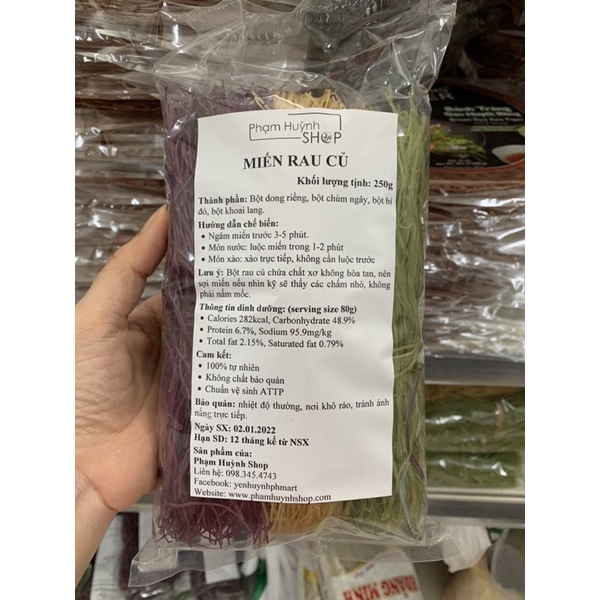 Phạm Huỳnh
SHOP
MIẾN RAU CỦ
Khối lượng tịnh: 250g
Thành phần: Bột dong riềng, bột chùm ngây, bột bí
đỏ, bột khoai lang.
Hướng dẫn chế biến:
• Ngâm miến trước 3-5 phút.
• Món nước: luộc miến trong 1-2 phút
• Món xào: xào trực tiếp, không cần luộc trước
Lưu ý: Bột rau củ chứa chất xơ không hòa tan, nên
sợi miến nếu nhìn kỹ sẽ thấy các chấm nhỏ, không
phải nấm mốc.
Thông tin dinh dưỡng: (serving size 80g)
• Calories 282kcal, Carbonhydrate 48.9%
• Protein 6.7%, Sodium 95.9mg/kg
• Total fat 2.15%, Saturated fat 0.79%
Cam kết:
• 100% tự nhiên
• Không chất bảo quản
• Chuẩn vệ sinh ATTP
Bảo quản: nhiệt độ thường, nơi khô ráo, tránh ánh
nắng trực tiếp.
Ngày SX: 02.01.2022
Hạn SD: 12 tháng kể từ NSX
Sản phẩm của:
Phạm Huỳnh Shop
Liên hệ: 098.345.4743
Facebook: yenhuynhphmart
Website: www.phamhuynhshop.com
Bánh Tráng
Gạo Huyết Rồng